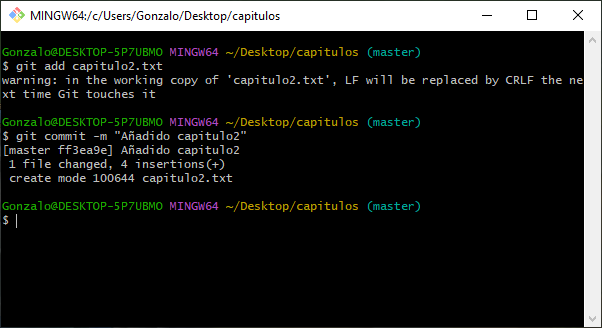 MINGW64:/c/Users/Gonzalo/Desktop/capitulos
Gonzalo@DESKTOP-5P7UBMO MINGW64 ~/Desktop/capitulos (master)
$ git add capitulo2.txt
warning: in the working copy of 'capitulo2.txt', LF will be replaced by CRLF the ne
xt time Git touches it
Gonzalo@DESKTOP-5P7UBMO MINGW64 ~/Desktop/capitulos (master)
$ git commit -m "Añadido capitulo2"
[master ff3ea9e] Añadido capitulo2
 1 file changed, 4 insertions(+)
 create mode 100644 capitulo2.txt
Gonzalo@DESKTOP-5P7UBMO MINGW64 ~/Desktop/capitulos (master)
$